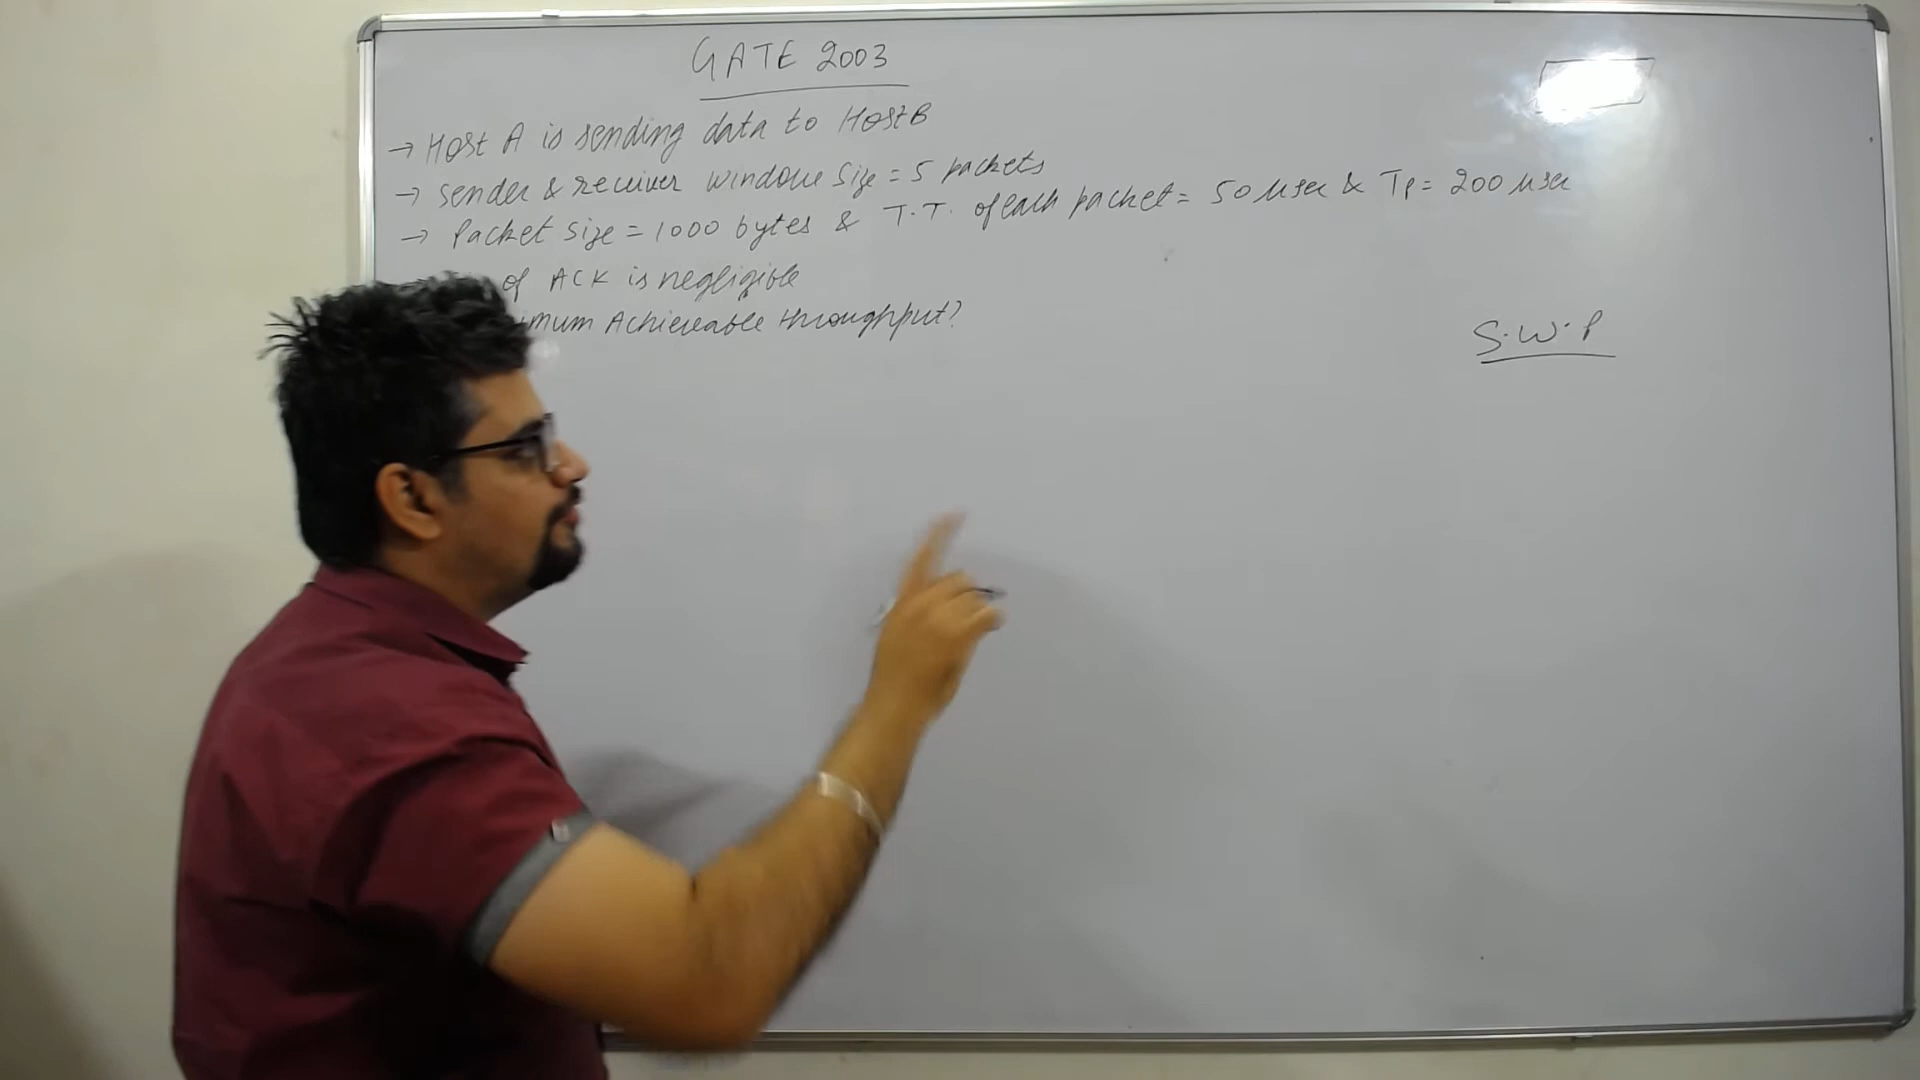 GATE 2003
→ Host A is sending data to Host B
→ Sender & receiver window size = 5 packets
→ Packet size = 1000 bytes & T.T. of each packet = 50 μsec & Tp = 200 μsec
of ACK is negligible
imum Achieveable throughput?
S.W.P